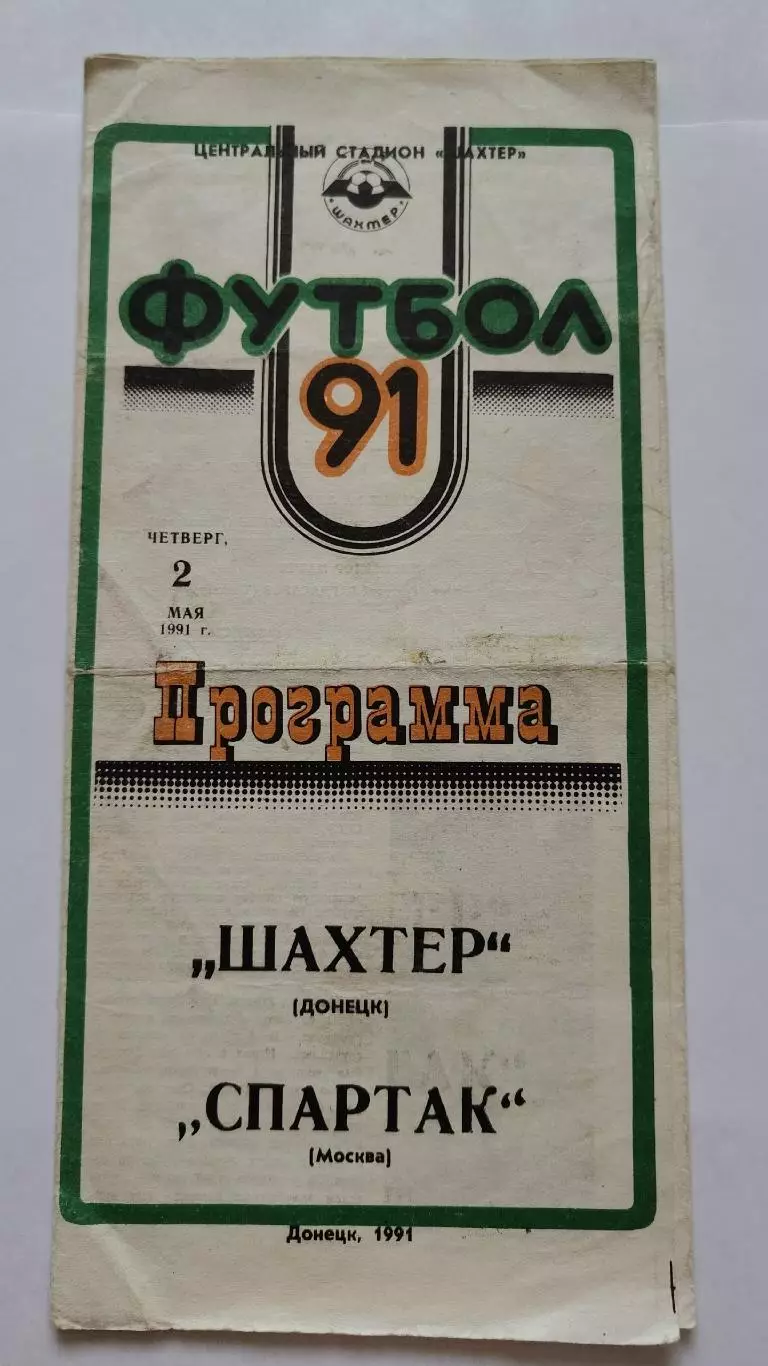 ЦЕНТРАЛЬНЫЙ СТАДИОН «ШАХТЕР»
ШАХТЕР
ФУТБОЛ
91
ЧЕТВЕРГ,
2
МАЯ
1991 г.
Программа
„ШАХТЕР“
(ДОНЕЦК)
„СПАРТАК“
(Москва)
Донецк, 1991